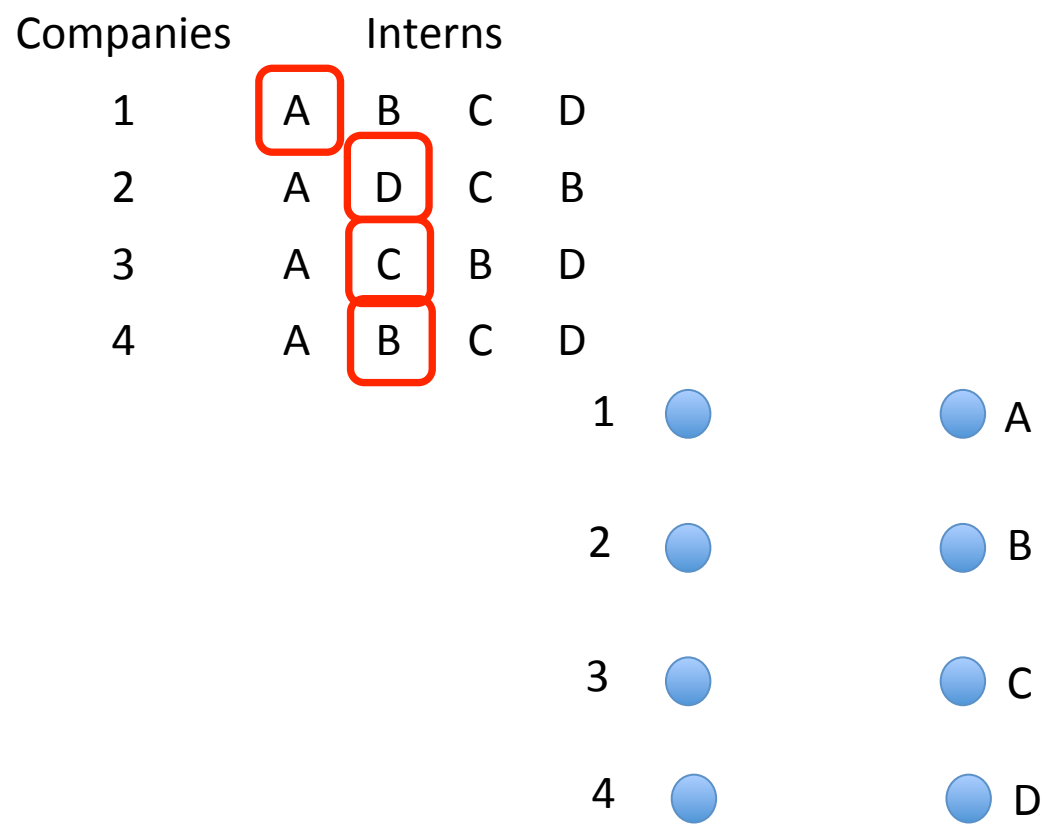 Companies Interns
1 A B C D
2 A D C B
3 A C B D
4 A B C D
1 A
2 B
3 C
4 D